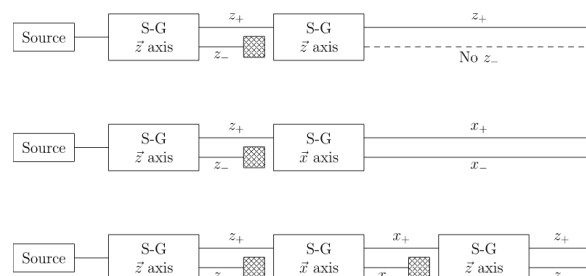 z₊ z₊
Source S-G z⃗ axis S-G z⃗ axis
z₋ No z₋
z₊ x₊
Source S-G z⃗ axis S-G x⃗ axis
z₋ x₋
z₊ x₊ z₊
Source S-G z⃗ axis S-G x⃗ axis S-G z⃗ axis